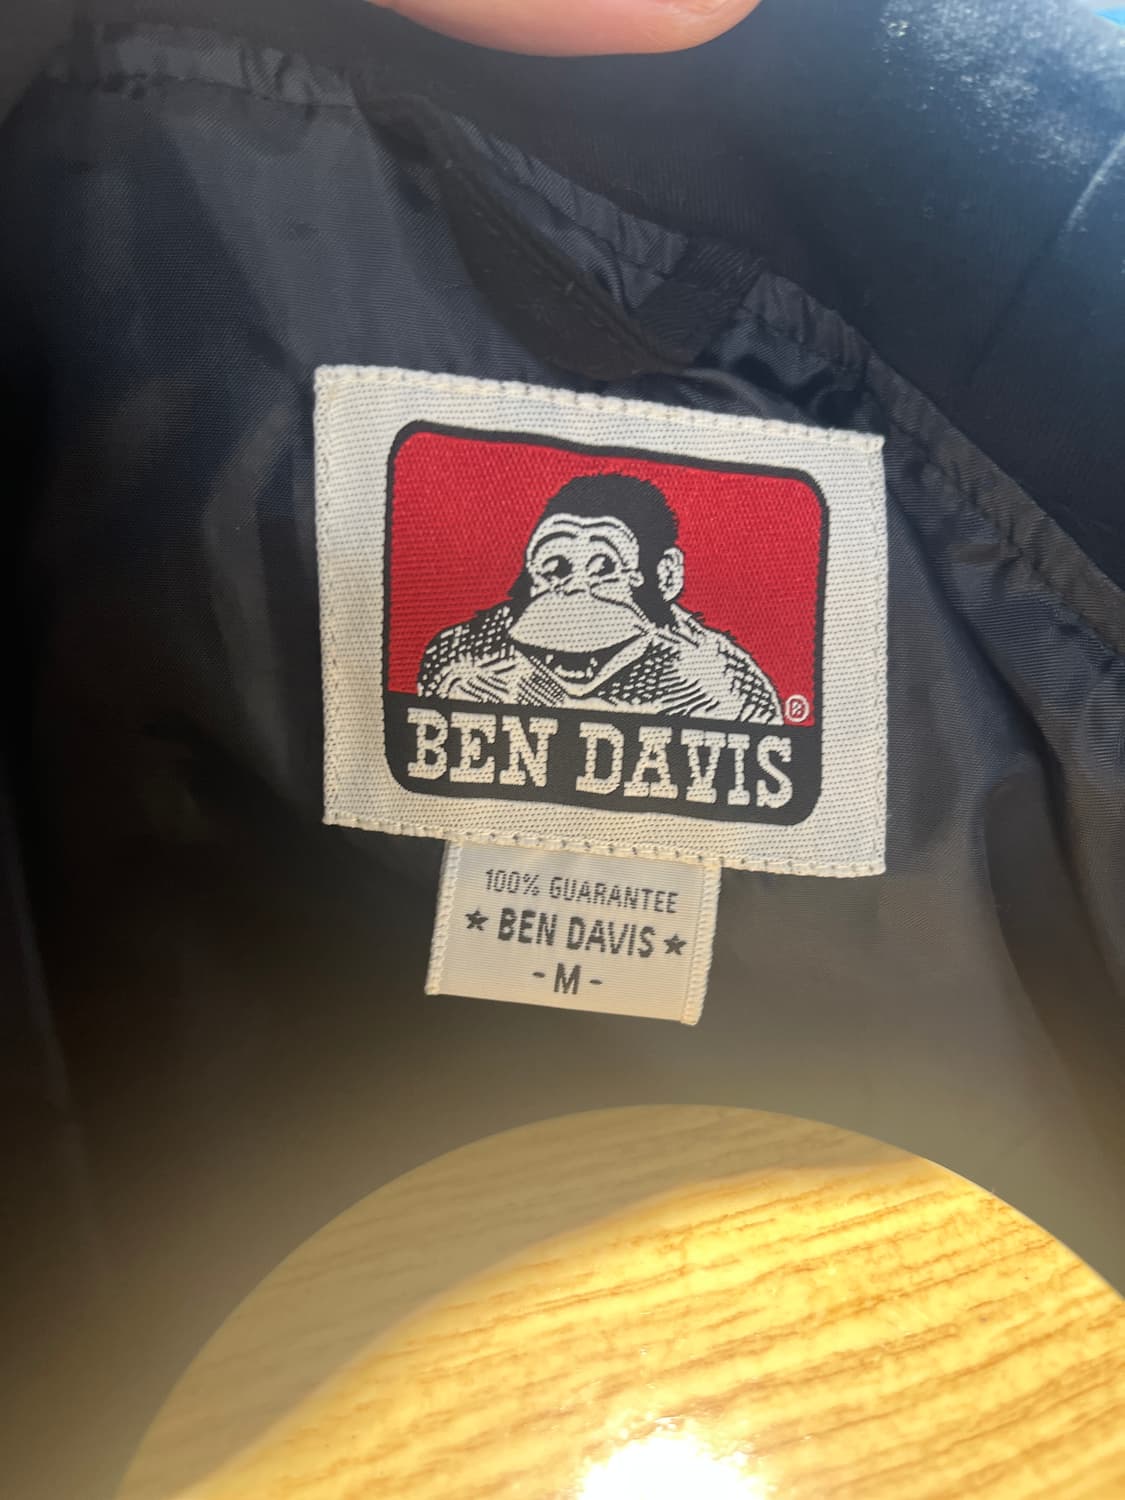 BEN DAVIS
®
100% GUARANTEE
★ BEN DAVIS ★
- M -